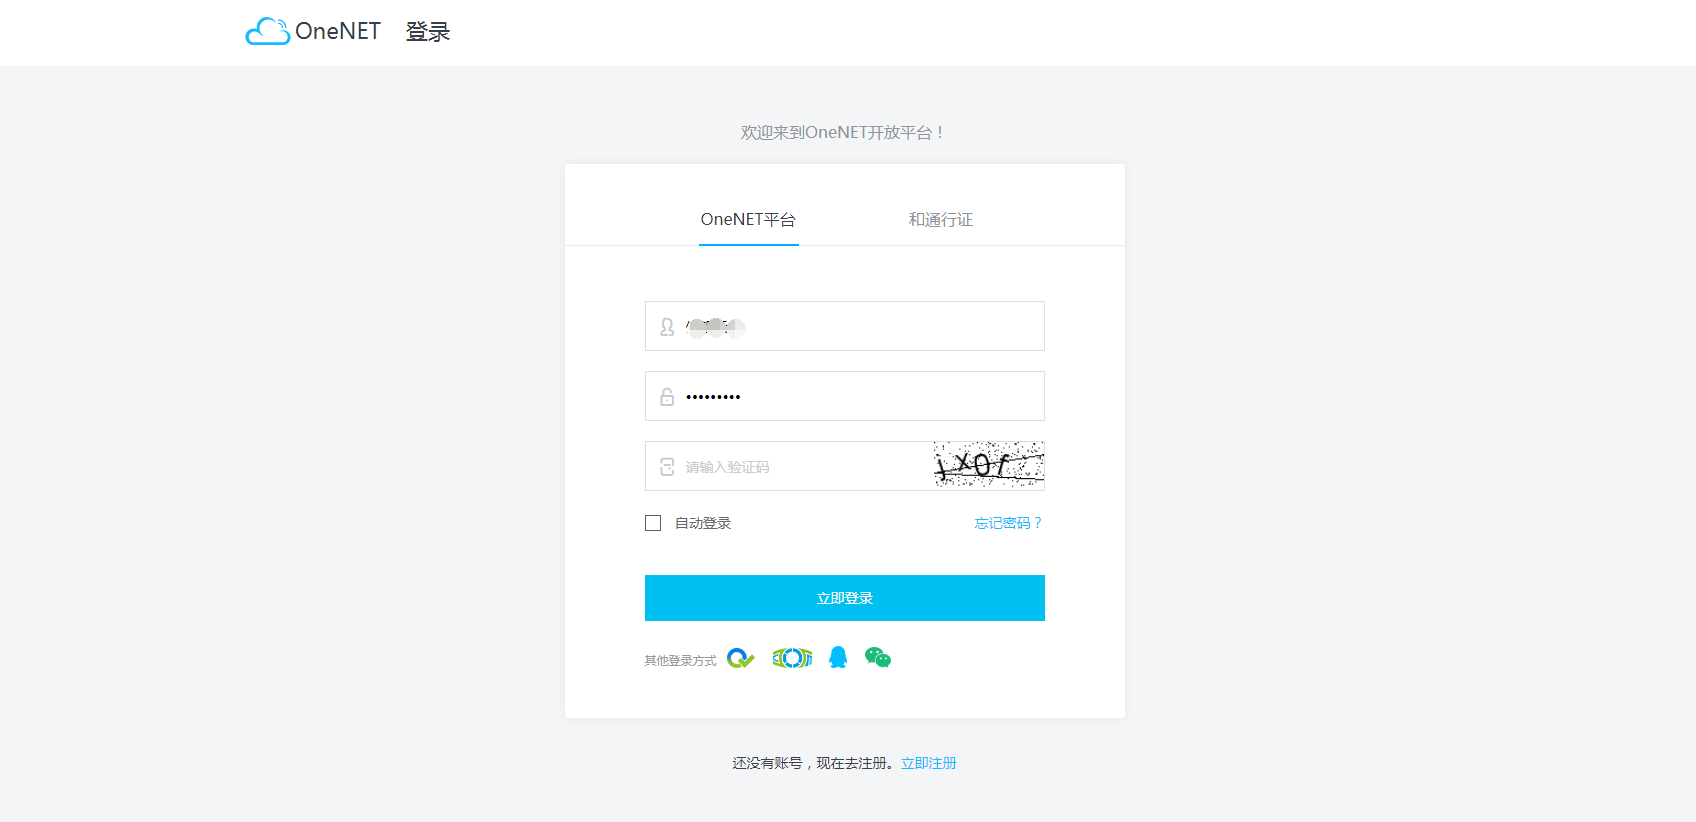 OneNET 登录
欢迎来到OneNET开放平台！
OneNET平台 和通行证
•••••••••
请输入验证码
自动登录 忘记密码？
立即登录
其他登录方式
还没有账号，现在去注册。立即注册